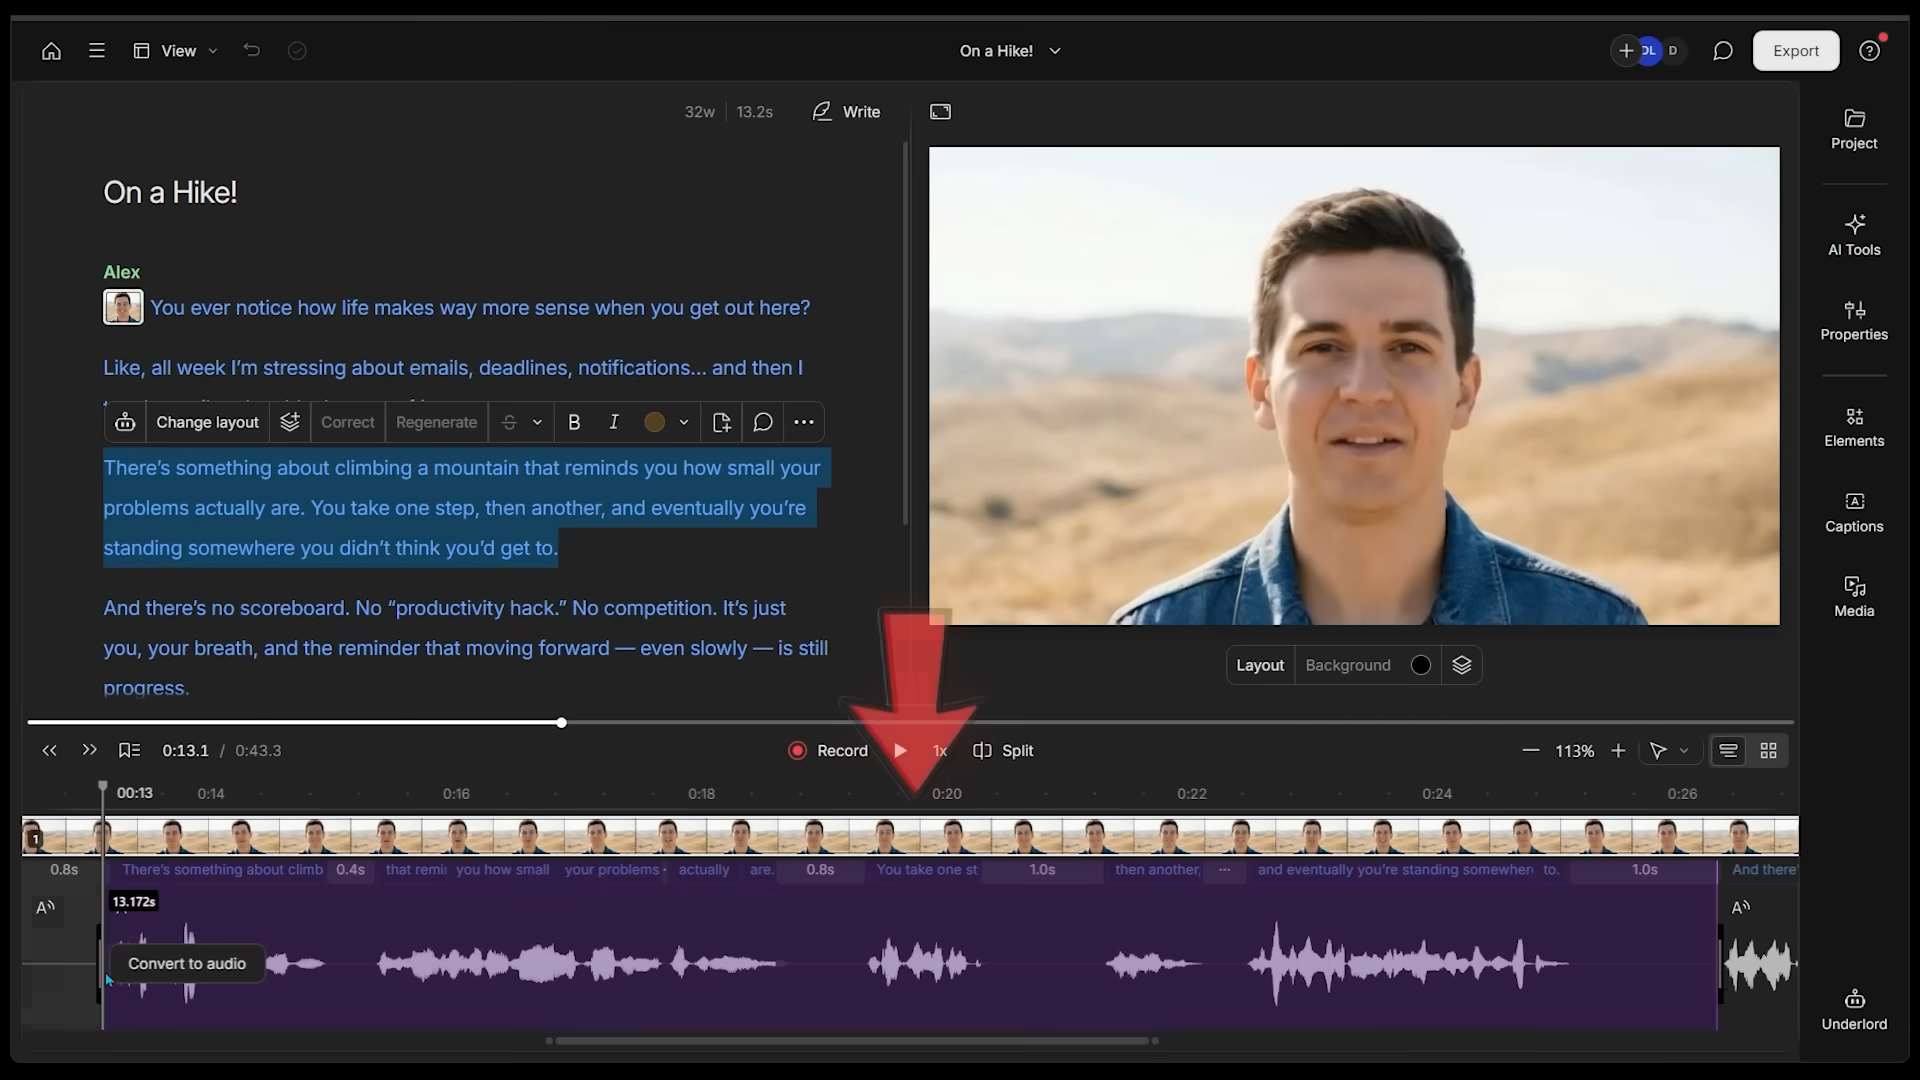 View
On a Hike!
DL
D
Export
32w
13.2s
Write
On a Hike!
Alex
You ever notice how life makes way more sense when you get out here?
Like, all week I'm stressing about emails, deadlines, notifications... and then I
Change layout
Correct
Regenerate
S
B
I
There's something about climbing a mountain that reminds you how small your
problems actually are. You take one step, then another, and eventually you're
standing somewhere you didn't think you'd get to.
And there's no scoreboard. No “productivity hack.” No competition. It's just
you, your breath, and the reminder that moving forward — even slowly — is still
progress.
Layout
Background
Project
AI Tools
Properties
Elements
Captions
Media
Underlord
0:13.1 / 0:43.3
Record
1x
Split
113%
00:13
0:14
0:16
0:18
0:20
0:22
0:24
0:26
1
0.8s
There's something about climb
0.4s
that remi
you how small
your problems
actually
are.
0.8s
You take one st
1.0s
then another,
...
and eventually you're standing somewher
to.
1.0s
And there'
A
13.172s
A
Convert to audio